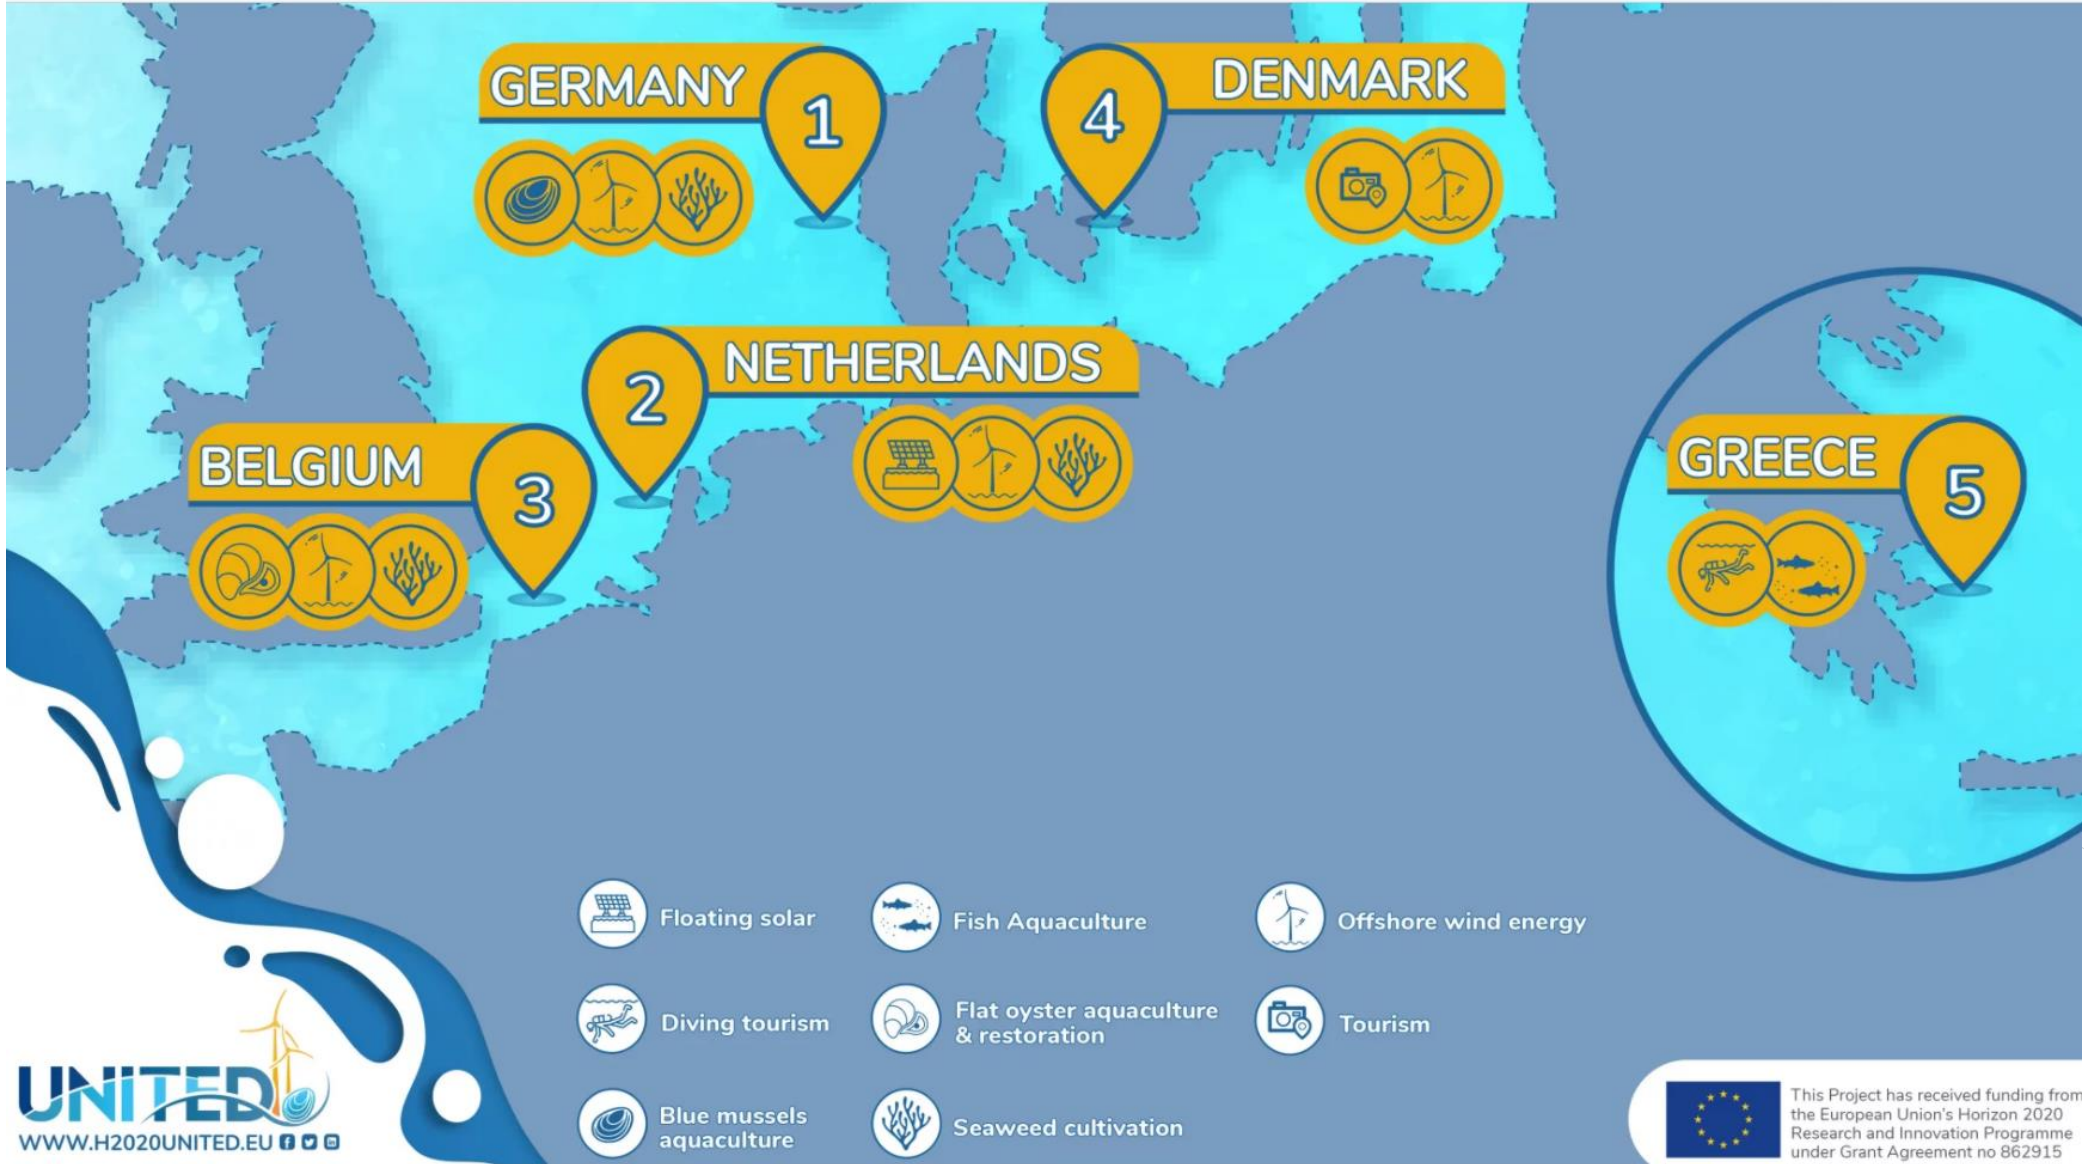 GERMANY
1
4
DENMARK
2
NETHERLANDS
BELGIUM
3
GREECE
5
Floating solar
Fish Aquaculture
Offshore wind energy
Diving tourism
Flat oyster aquaculture
& restoration
Tourism
Blue mussels
aquaculture
Seaweed cultivation
UNITED
WWW.H2020UNITED.EU
This Project has received funding from
the European Union's Horizon 2020
Research and Innovation Programme
under Grant Agreement no 862915